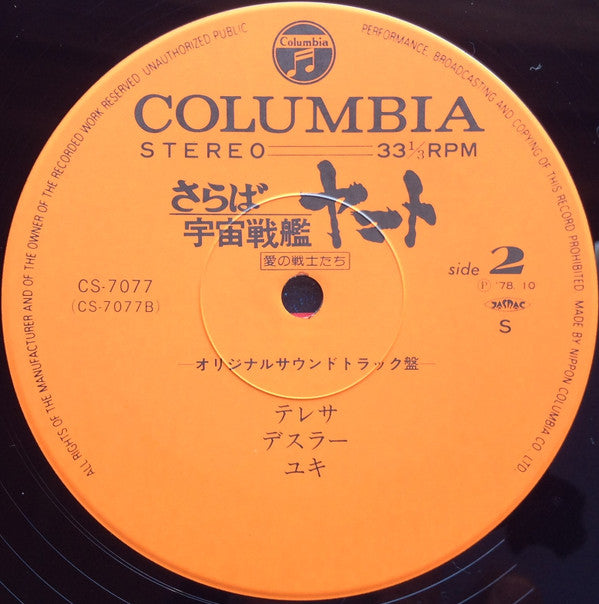 Columbia
COLUMBIA
STEREO 33 1/3 RPM
さらば
宇宙戦艦 ヤマト
愛の戦士たち
CS-7077
(CS-7077B)
side 2
Ⓟ '78. 10
JASRAC
S
—オリジナルサウンドトラック盤—
テレサ
デスラー
ユキ
ALL RIGHTS OF THE MANUFACTURER AND OF THE OWNER OF THE RECORDED WORK RESERVED UNAUTHORIZED PUBLIC PERFORMANCE, BROADCASTING AND COPYING OF THIS RECORD PROHIBITED MADE BY NIPPON COLUMBIA CO. LTD.